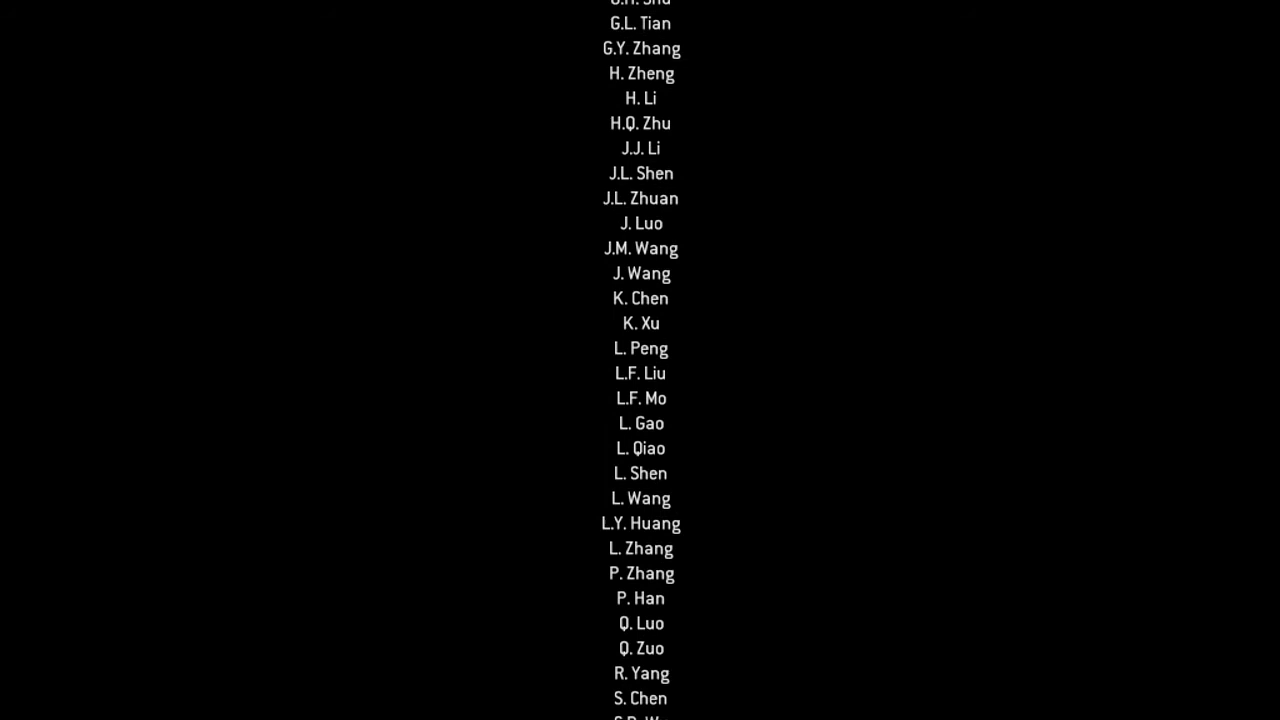 G.L. Tian
G.Y. Zhang
H. Zheng
H. Li
H.Q. Zhu
J.J. Li
J.L. Shen
J.L. Zhuan
J. Luo
J.M. Wang
J. Wang
K. Chen
K. Xu
L. Peng
L.F. Liu
L.F. Mo
L. Gao
L. Qiao
L. Shen
L. Wang
L.Y. Huang
L. Zhang
P. Zhang
P. Han
Q. Luo
Q. Zuo
R. Yang
S. Chen